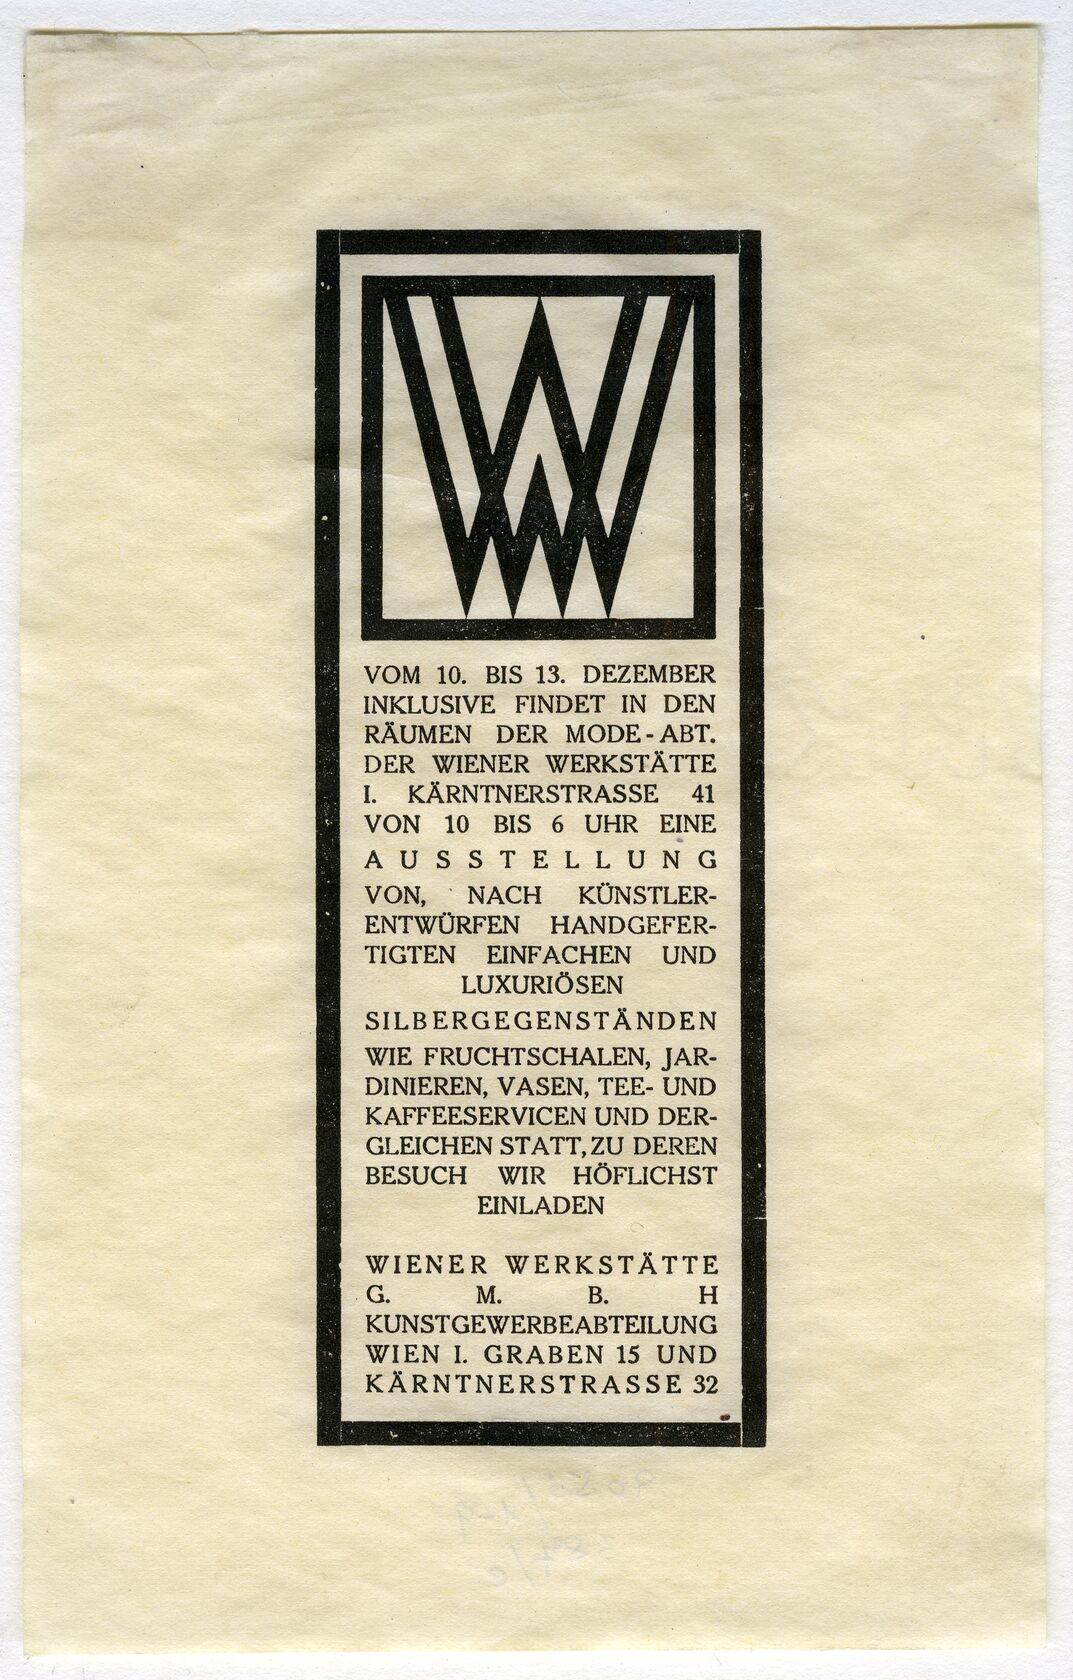 VOM 10. BIS 13. DEZEMBER
INKLUSIVE FINDET IN DEN
RÄUMEN DER MODE-ABT.
DER WIENER WERKSTÄTTE
I. KÄRNTNERSTRASSE 41
VON 10 BIS 6 UHR EINE
AUSSTELLUNG
VON, NACH KÜNSTLER-
ENTWÜRFEN HANDGEFER-
TIGTEN EINFACHEN UND
LUXURIÖSEN
SILBERGEGENSTÄNDEN
WIE FRUCHTSCHALEN, JAR-
DINIEREN, VASEN, TEE- UND
KAFFEESERVICEN UND DER-
GLEICHEN STATT, ZU DEREN
BESUCH WIR HÖFLICHST
EINLADEN
WIENER WERKSTÄTTE
G. M. B. H
KUNSTGEWERBEABTEILUNG
WIEN I. GRABEN 15 UND
KÄRNTNERSTRASSE 32